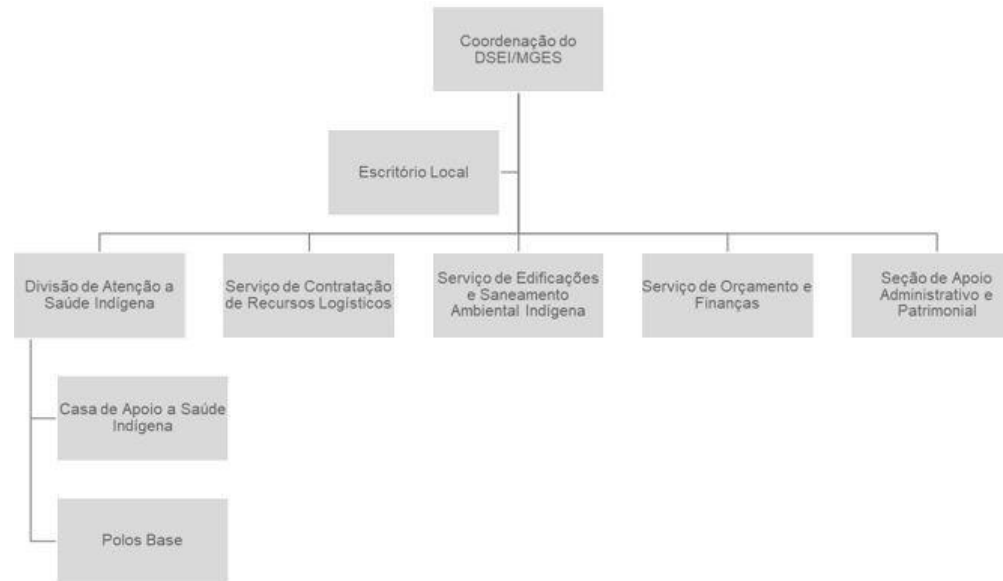 Coordenação do
DSEI/MGES
Escritório Local
Divisão de Atenção a
Saúde Indígena
Serviço de Contratação
de Recursos Logísticos
Serviço de Edificações
e Saneamento
Ambiental Indígena
Serviço de Orçamento e
Finanças
Seção de Apoio
Administrativo e
Patrimonial
Casa de Apoio a Saúde
Indígena
Polos Base